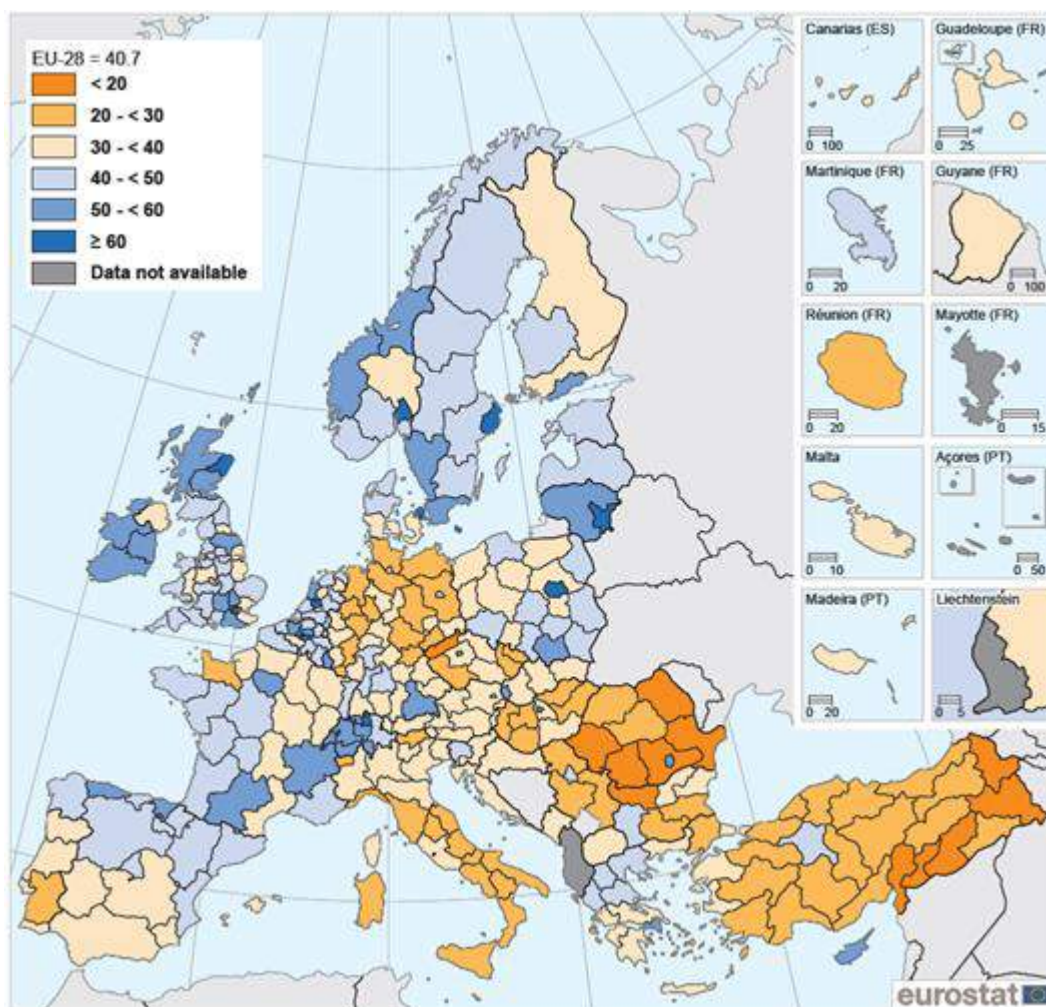 EU-28 = 40.7
< 20
20 - < 30
30 - < 40
40 - < 50
50 - < 60
≥ 60
Data not available
Canarias (ES)
0 100
Guadeloupe (FR)
0 25
Martinique (FR)
0 20
Guyane (FR)
0 100
Réunion (FR)
0 20
Mayotte (FR)
0 15
Malta
0 10
Açores (PT)
0 50
Madeira (PT)
0 20
Liechtenstein
0 5
eurostat